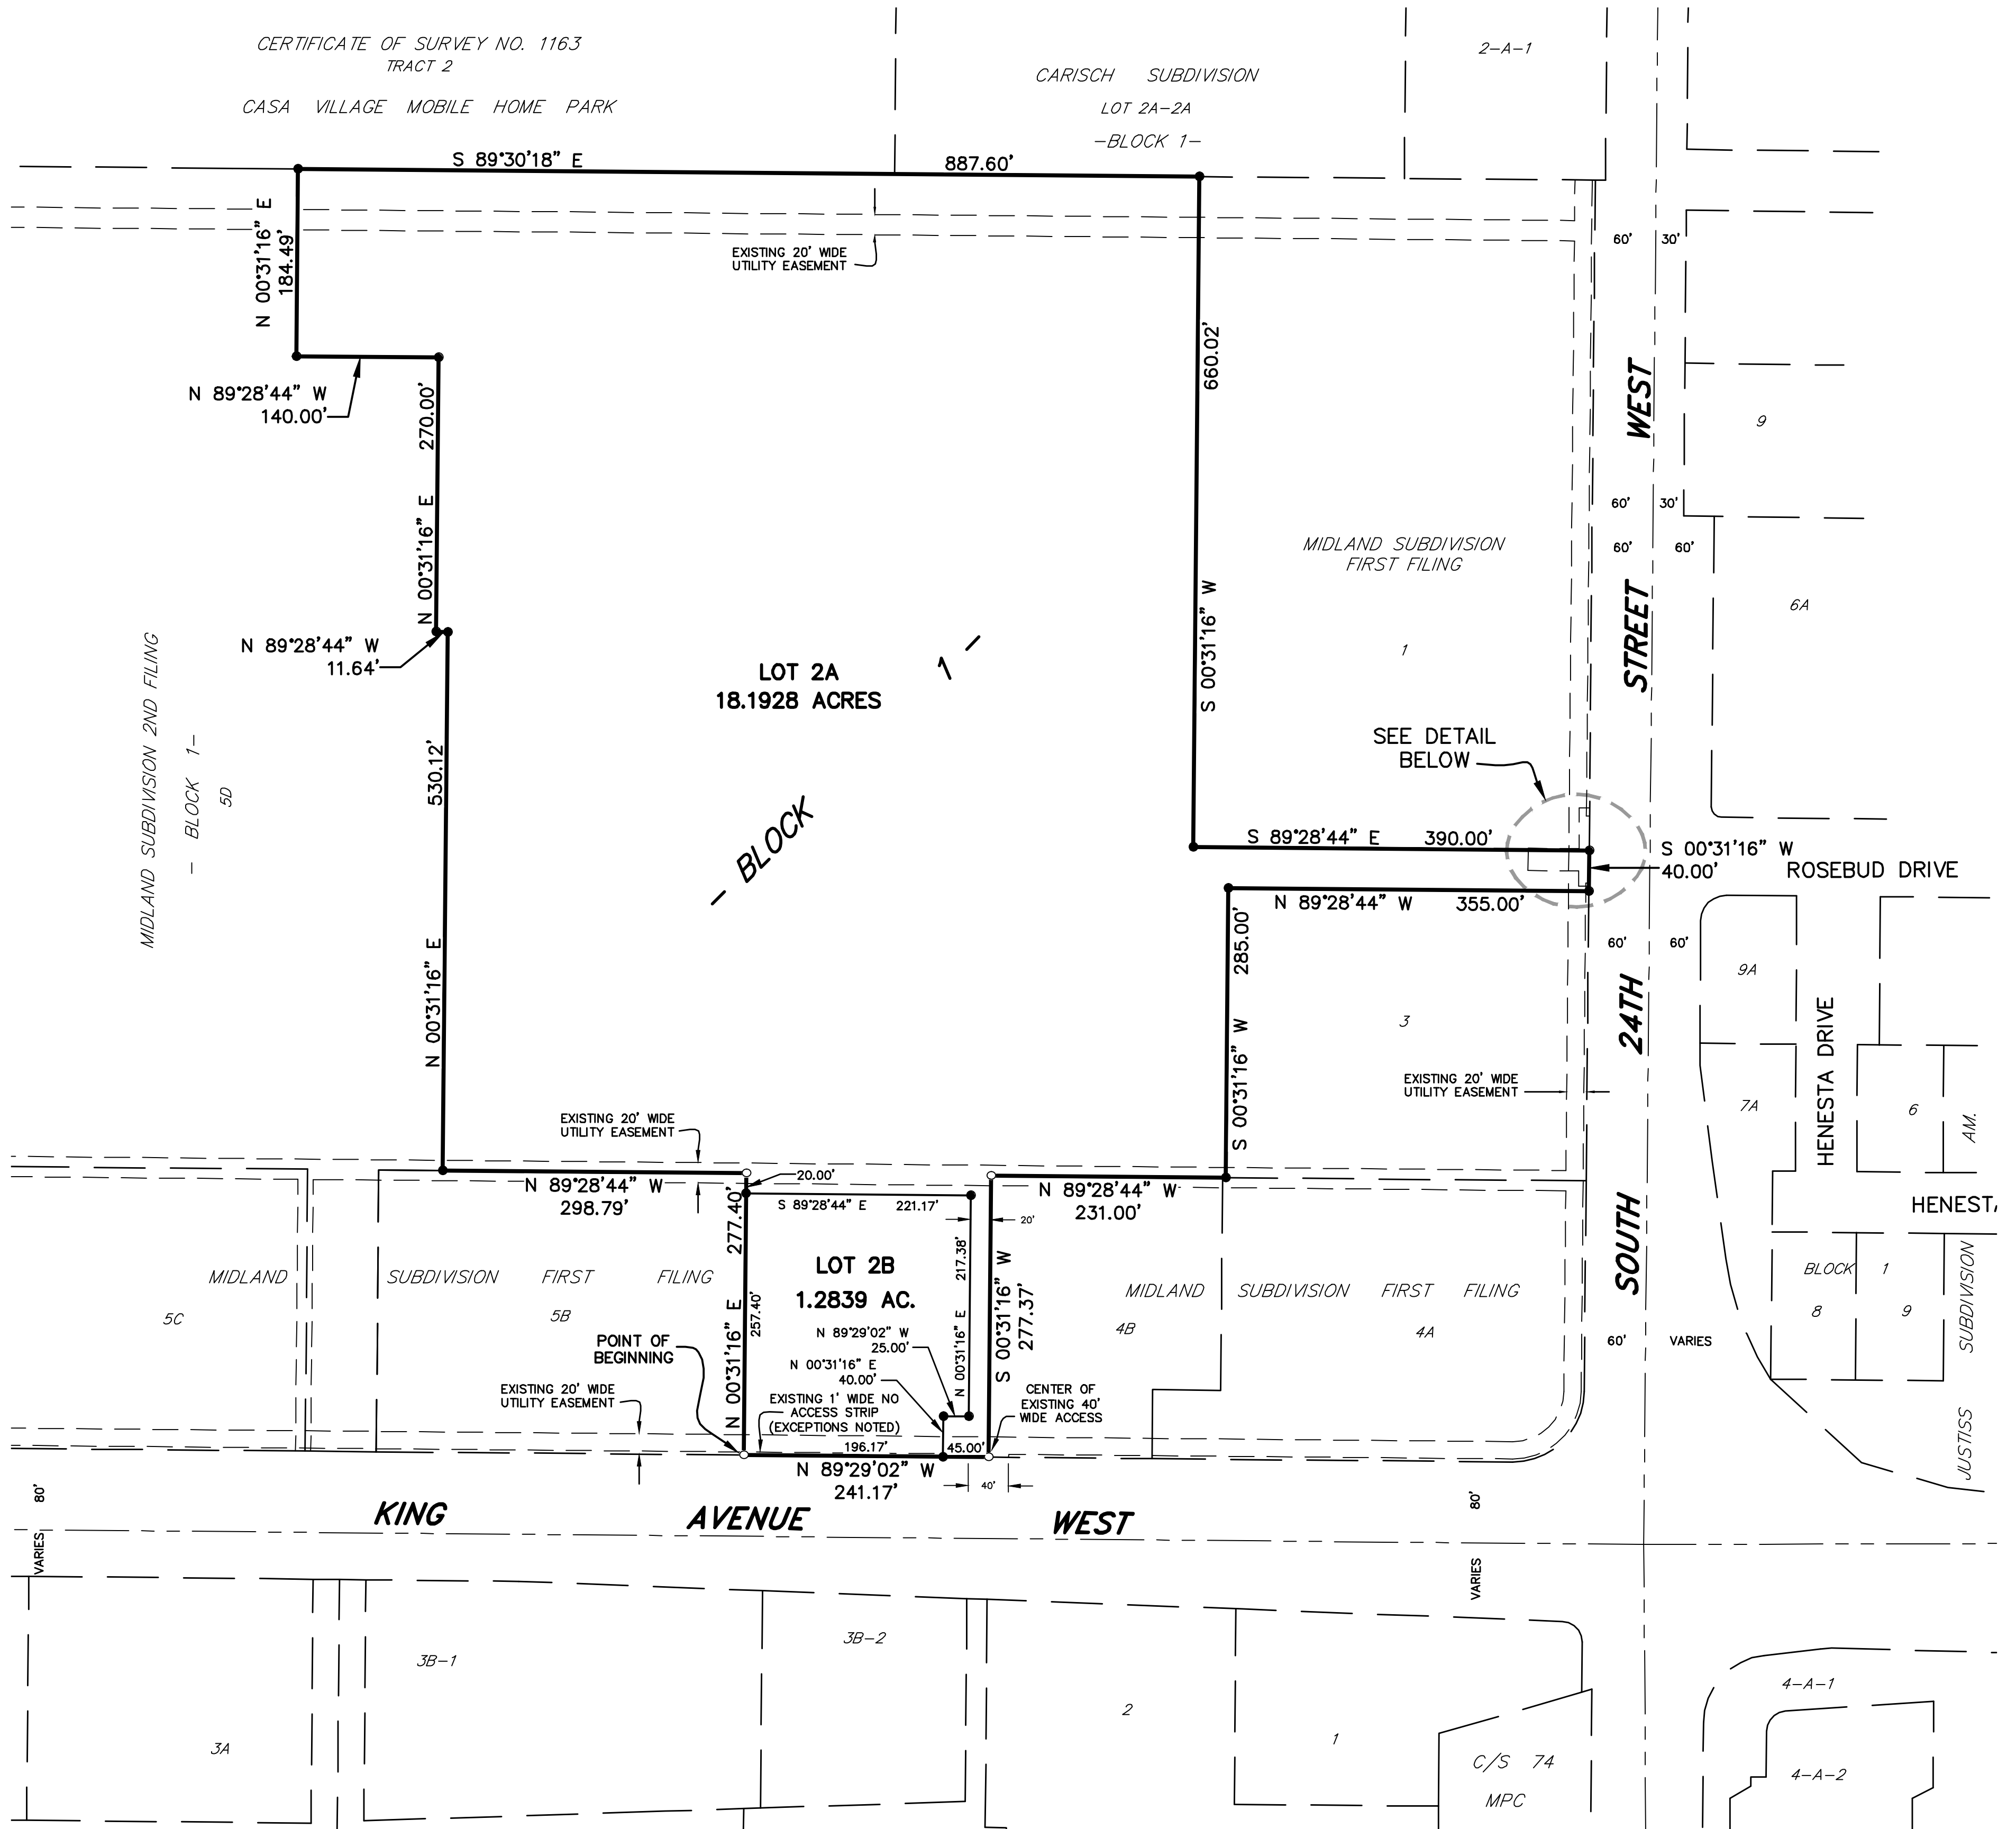 CERTIFICATE OF SURVEY NO. 1163
TRACT 2
CASA VILLAGE MOBILE HOME PARK
CARISCH SUBDIVISION
LOT 2A-2A
-BLOCK 1-
2-A-1
S 89°30'18" E 887.60'
N 00°31'16" E
184.49'
EXISTING 20' WIDE
UTILITY EASEMENT
60' 30'
N 89°28'44" W
140.00'
270.00'
N 00°31'16" E
660.02'
S 00°31'16" W
WEST
9
60' 30'
60' 60'
MIDLAND SUBDIVISION
FIRST FILING
1
STREET
6A
N 89°28'44" W
11.64'
LOT 2A
18.1928 ACRES
- BLOCK 1 -
MIDLAND SUBDIVISION 2ND FILING
- BLOCK 1-
5D
530.12'
N 00°31'16" E
SEE DETAIL
BELOW
S 89°28'44" E 390.00'
S 00°31'16" W
40.00'
ROSEBUD DRIVE
N 89°28'44" W 355.00'
285.00'
S 00°31'16" W
60' 60'
24TH
9A
3
HENESTA DRIVE
EXISTING 20' WIDE
UTILITY EASEMENT
7A
6
AM.
EXISTING 20' WIDE
UTILITY EASEMENT
20.00'
N 89°28'44" W
298.79'
277.40'
N 00°31'16" E
S 89°28'44" E 221.17'
20'
N 89°28'44" W
231.00'
SOUTH
HENEST
LOT 2B
1.2839 AC.
217.38'
N 00°31'16" E
S 00°31'16" W
277.37'
257.40'
MIDLAND SUBDIVISION FIRST FILING
5C
5B
MIDLAND SUBDIVISION FIRST FILING
4B
4A
BLOCK 1
8
9
SUBDIVISION
JUSTISS
60' VARIES
POINT OF
BEGINNING
N 89°29'02" W
25.00'
N 00°31'16" E
40.00'
EXISTING 20' WIDE
UTILITY EASEMENT
EXISTING 1' WIDE NO
ACCESS STRIP
(EXCEPTIONS NOTED)
CENTER OF
EXISTING 40'
WIDE ACCESS
196.17' 45.00'
N 89°29'02" W
241.17'
40'
80'
VARIES
KING AVENUE WEST
80'
VARIES
3A
3B-1
3B-2
2
1
C/S 74
MPC
4-A-1
4-A-2